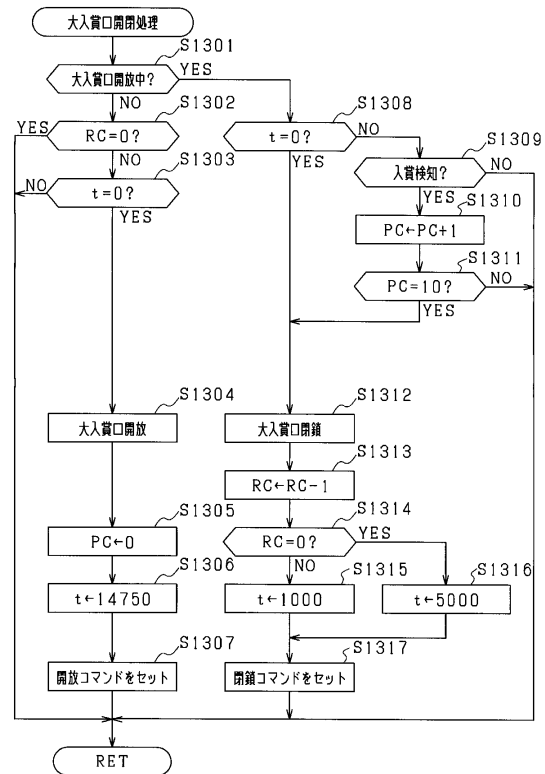 大入賞口開閉処理
S1301
大入賞口開放中?
YES
NO
S1302
YES
RC=0?
NO
S1303
NO
t=0?
YES
S1308
t=0?
NO
YES
S1309
入賞検知?
NO
YES
S1310
PC←PC+1
S1311
PC=10?
NO
YES
S1304
大入賞口開放
S1312
大入賞口閉鎖
S1313
RC←RC-1
S1305
PC←0
S1314
RC=0?
YES
NO
S1306
t←14750
S1315
t←1000
S1316
t←5000
S1307
開放コマンドをセット
S1317
閉鎖コマンドをセット
RET